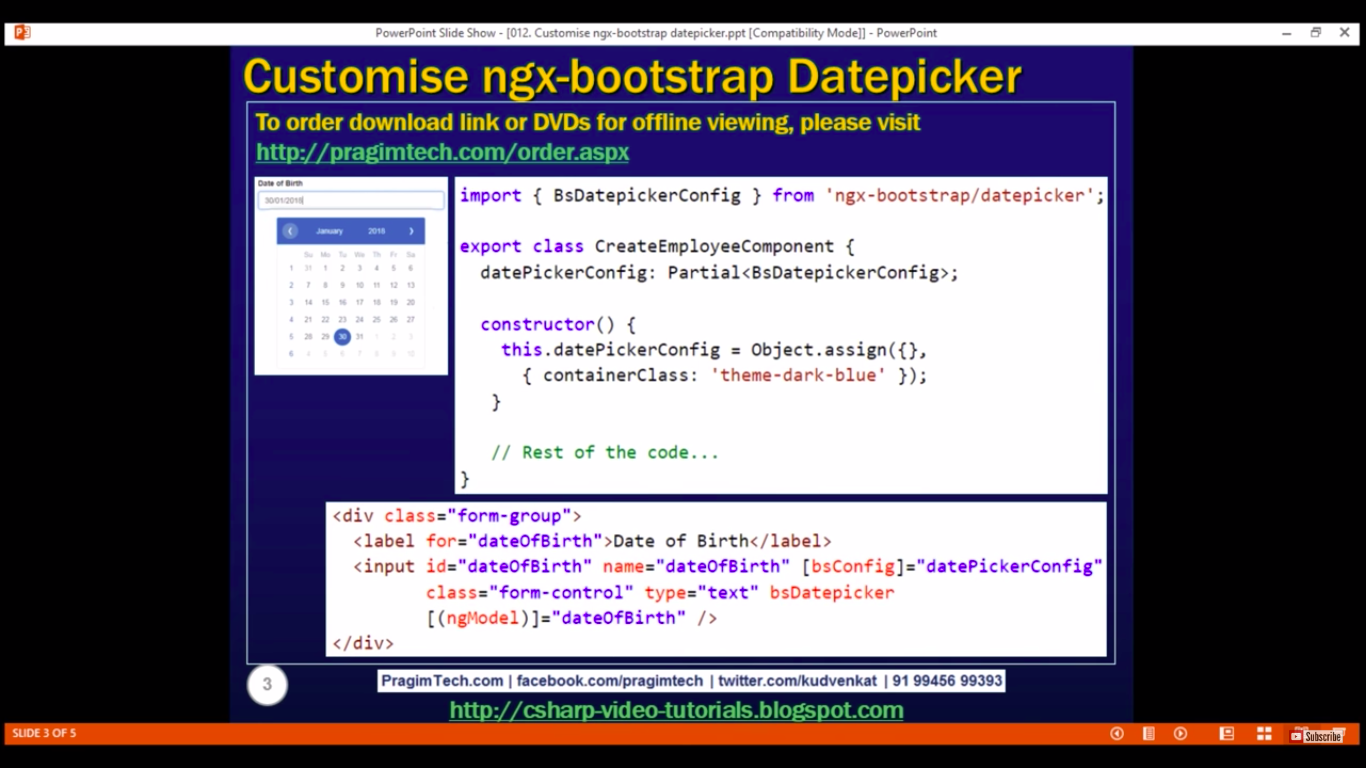 PowerPoint Slide Show - [012. Customise ngx-bootstrap datepicker.ppt [Compatibility Mode]] - PowerPoint
Customise ngx-bootstrap Datepicker
To order download link or DVDs for offline viewing, please visit
http://pragimtech.com/order.aspx
Date of Birth
30/01/2018
January 2018
Su Mo Tu We Th Fr Sa
1 31 1 2 3 4 5 6
2 7 8 9 10 11 12 13
3 14 15 16 17 18 19 20
4 21 22 23 24 25 26 27
5 28 29 30 31 1 2 3
6 4 5 6 7 8 9 10
import { BsDatepickerConfig } from 'ngx-bootstrap/datepicker';
export class CreateEmployeeComponent {
datePickerConfig: Partial<BsDatepickerConfig>;
constructor() {
this.datePickerConfig = Object.assign({},
{ containerClass: 'theme-dark-blue' });
}
// Rest of the code...
}
<div class="form-group">
<label for="dateOfBirth">Date of Birth</label>
<input id="dateOfBirth" name="dateOfBirth" [bsConfig]="datePickerConfig"
class="form-control" type="text" bsDatepicker
[(ngModel)]="dateOfBirth" />
</div>
3
PragimTech.com | facebook.com/pragimtech | twitter.com/kudvenkat | 91 99456 99393
http://csharp-video-tutorials.blogspot.com
SLIDE 3 OF 5
Subscribe